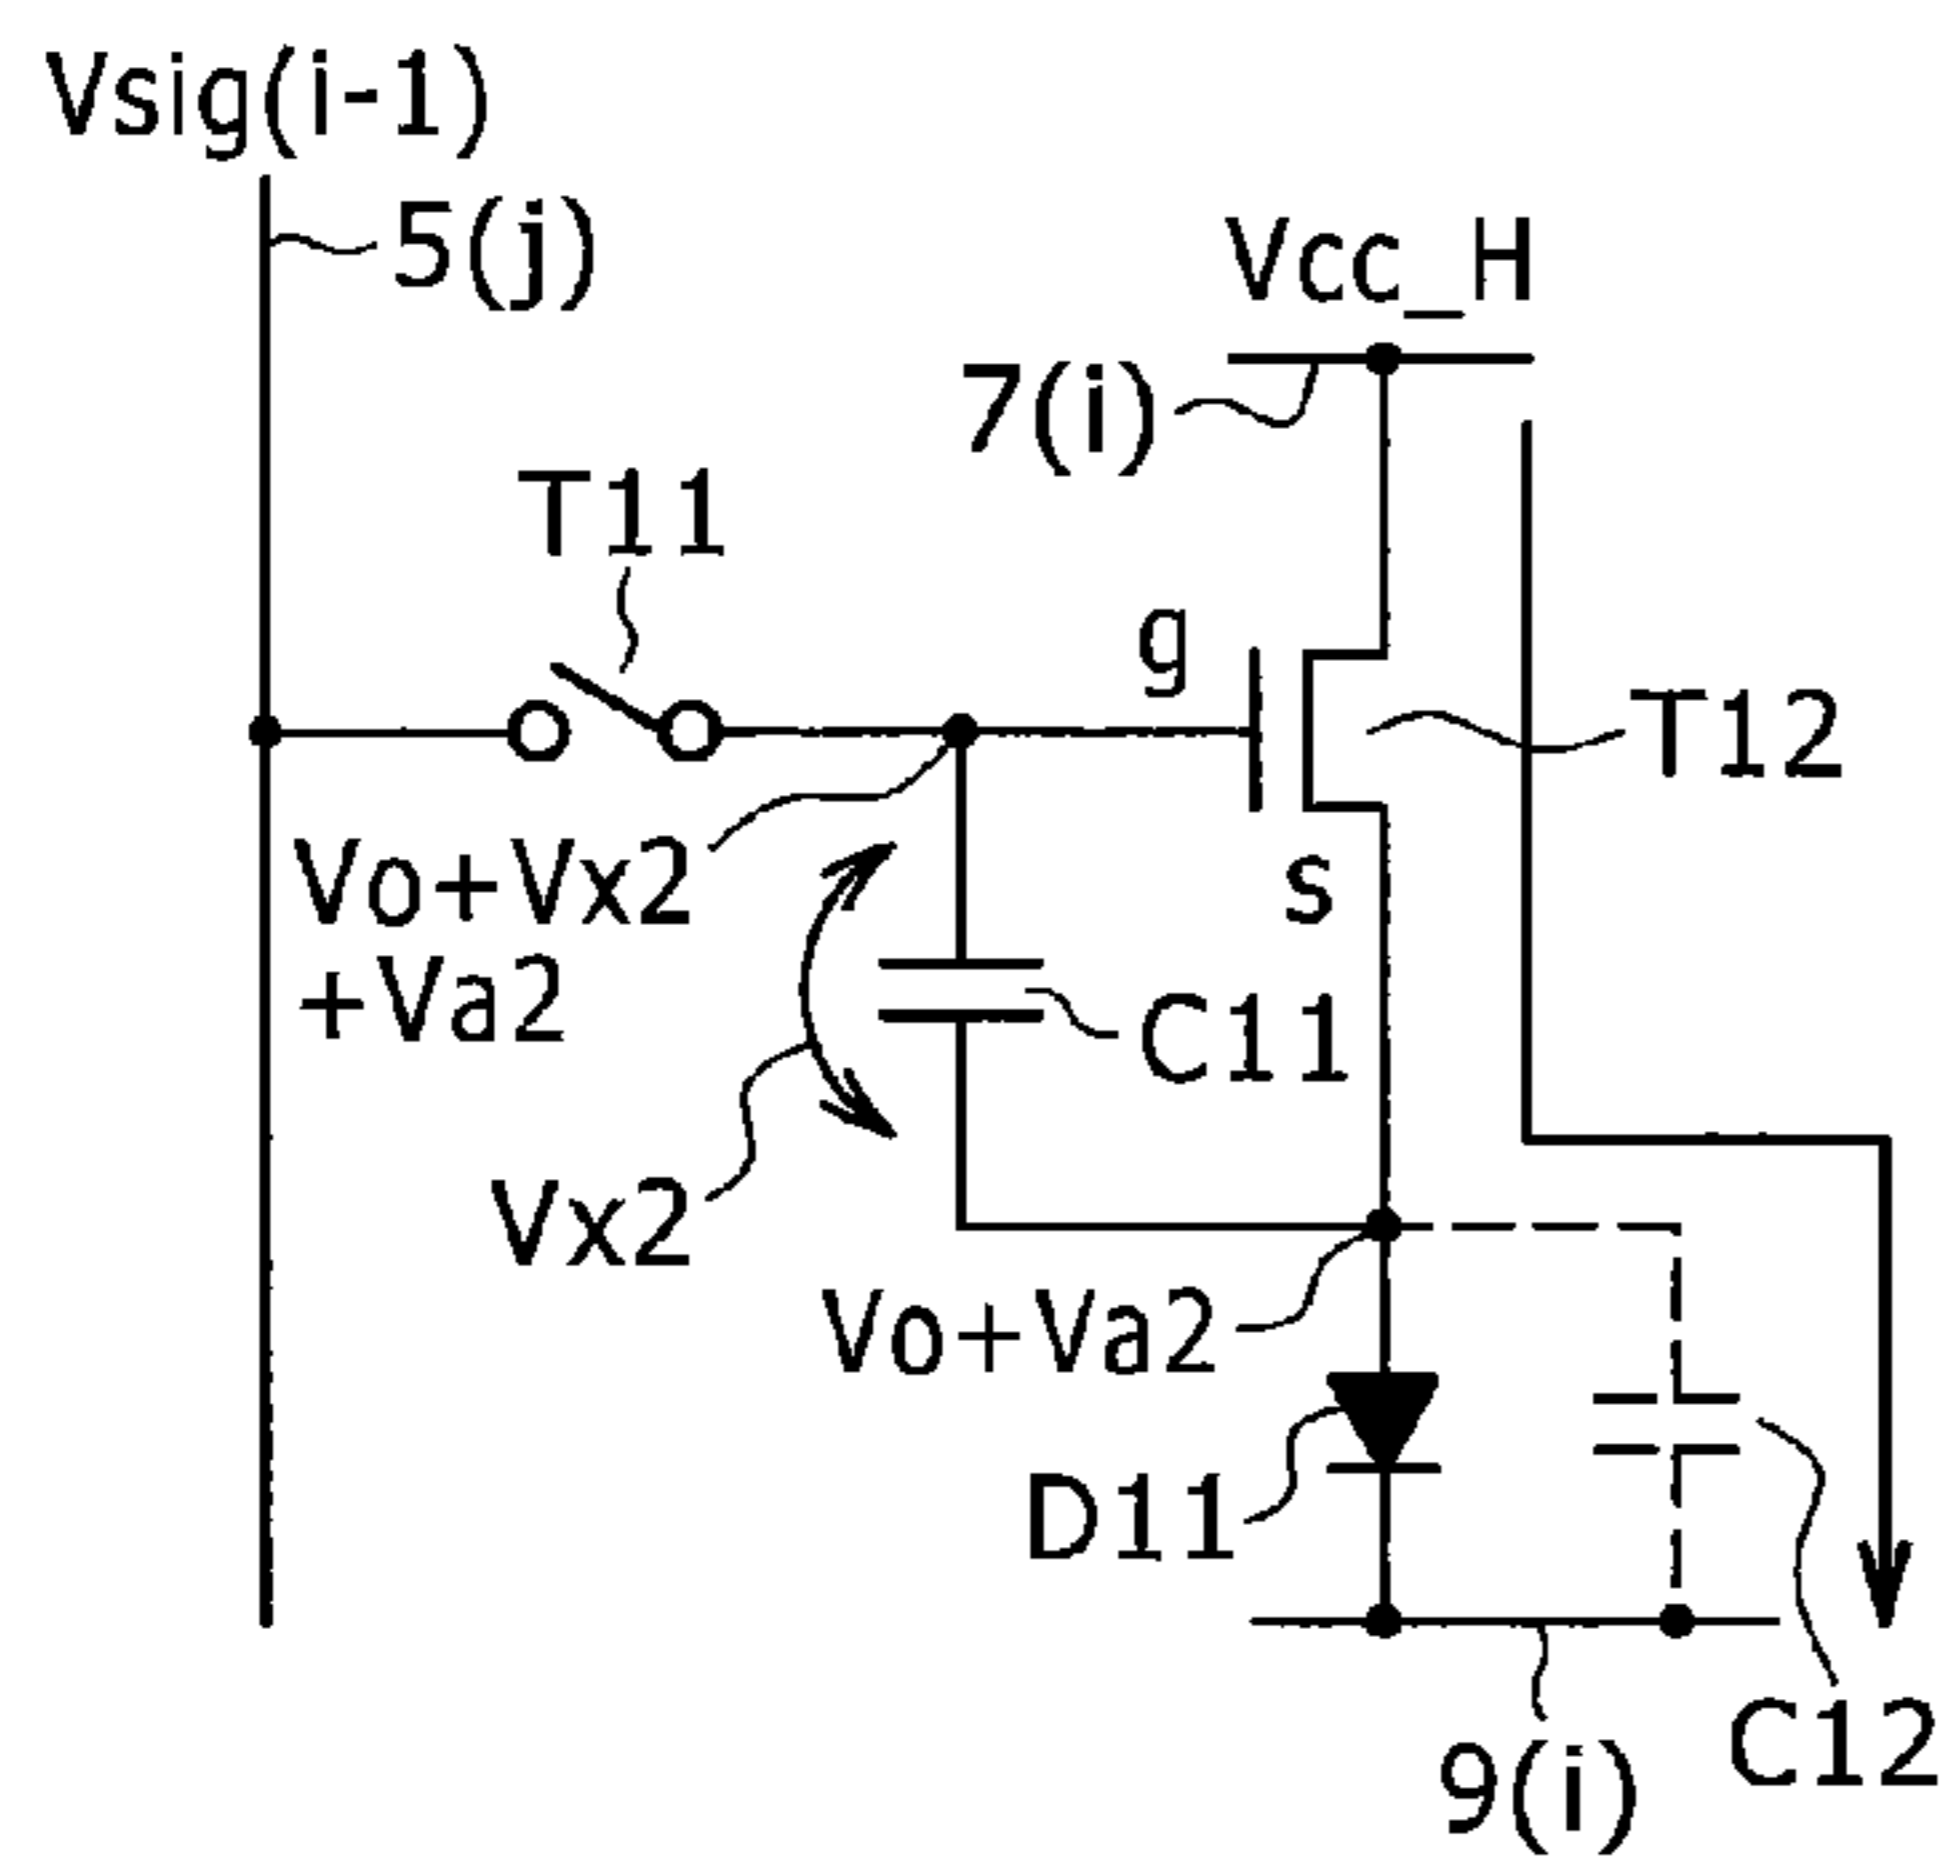 Vsig(i-1)
5(j)
Vcc_H
7(i)
T11
g
T12
Vo+Vx2
+Va2
s
C11
Vx2
Vo+Va2
D11
C12
9(i)